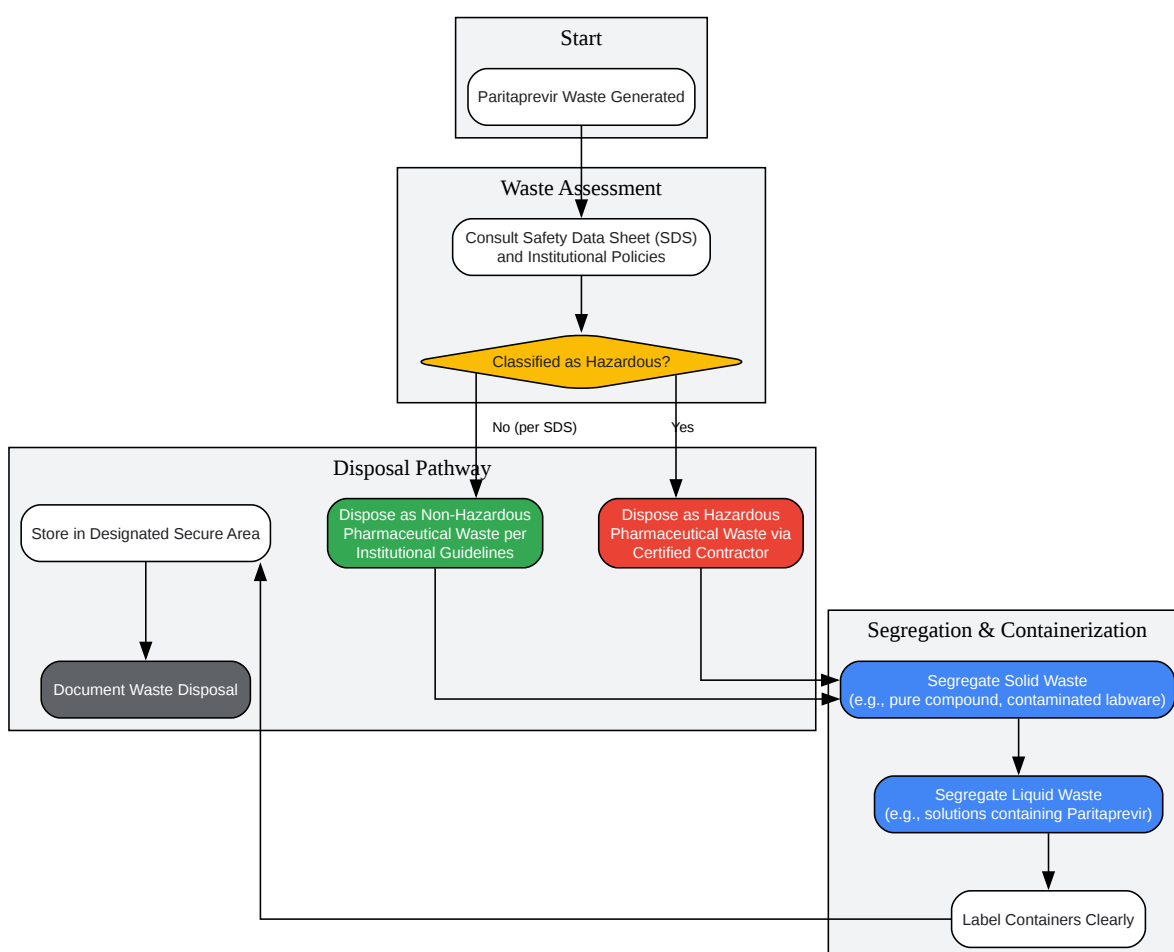 Start
Paritaprevir Waste Generated
Waste Assessment
Consult Safety Data Sheet (SDS)
and Institutional Policies
Classified as Hazardous?
No (per SDS)
Yes
Disposal Pathway
Store in Designated Secure Area
Dispose as Non-Hazardous
Pharmaceutical Waste per
Institutional Guidelines
Dispose as Hazardous
Pharmaceutical Waste via
Certified Contractor
Document Waste Disposal
Segregation & Containerization
Segregate Solid Waste
(e.g., pure compound, contaminated labware)
Segregate Liquid Waste
(e.g., solutions containing Paritaprevir)
Label Containers Clearly